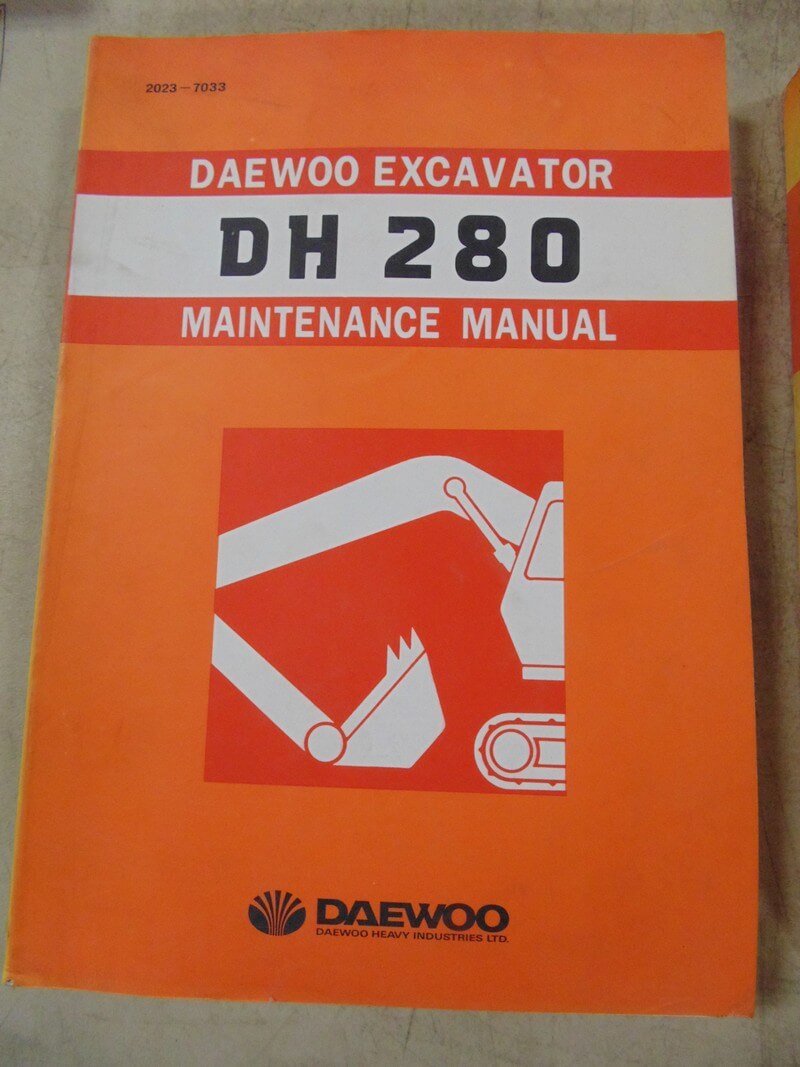 2023-7033
DAEWOO EXCAVATOR
DH 280
MAINTENANCE MANUAL
DAEWOO
DAEWOO HEAVY INDUSTRIES LTD.